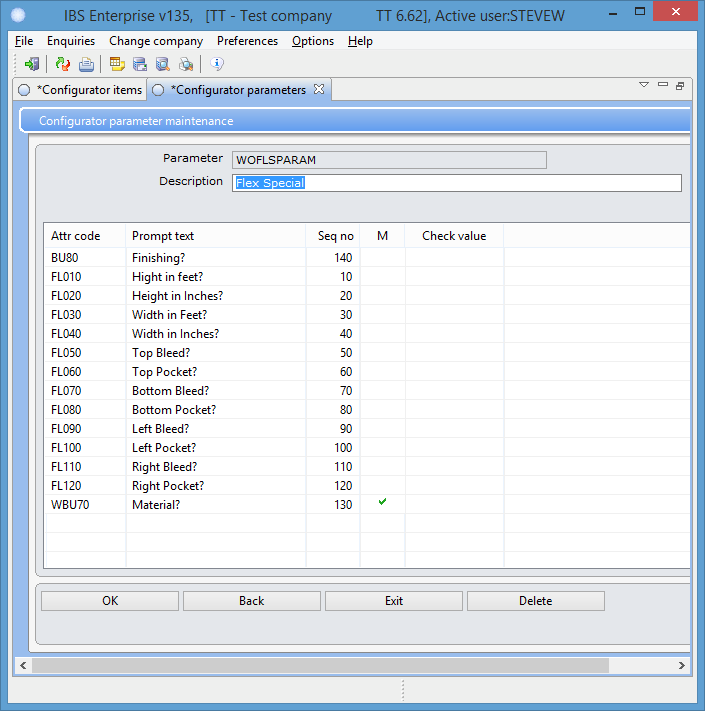 IBS Enterprise v135, [TT - Test company TT 6.62], Active user:STEVEW
File Enquiries Change company Preferences Options Help
*Configurator items *Configurator parameters
Configurator parameter maintenance
Parameter WOFLSPARAM
Description Flex Special
Attr code Prompt text Seq no M Check value
BU80 Finishing? 140
FL010 Hight in feet? 10
FL020 Height in Inches? 20
FL030 Width in Feet? 30
FL040 Width in Inches? 40
FL050 Top Bleed? 50
FL060 Top Pocket? 60
FL070 Bottom Bleed? 70
FL080 Bottom Pocket? 80
FL090 Left Bleed? 90
FL100 Left Pocket? 100
FL110 Right Bleed? 110
FL120 Right Pocket? 120
WBU70 Material? 130
OK Back Exit Delete